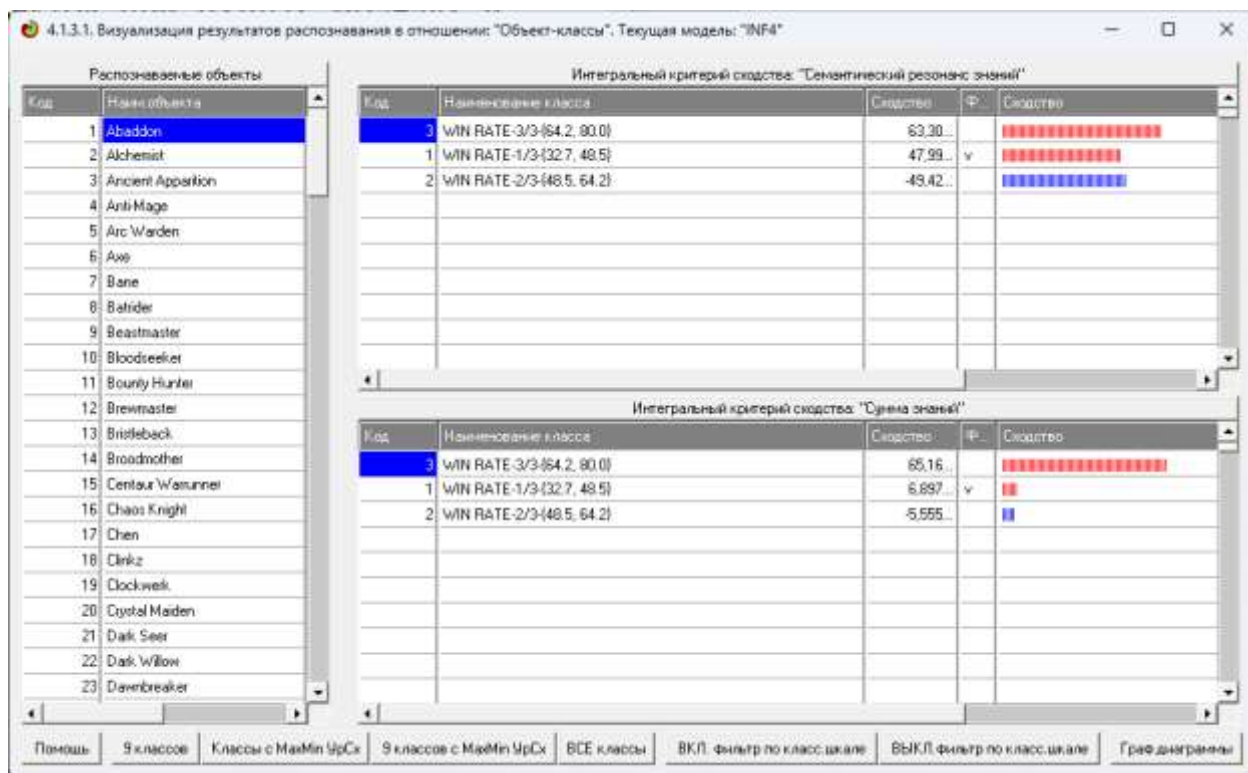 4.1.3.1. Визуализация результатов распознавания в отношении: "Объект-классы". Текущая модель: "INF4"
Распознаваемые объекты
Код Наим.объекта
1 Abaddon
2 Alchemist
3 Ancient Apparition
4 Anti-Mage
5 Arc Warden
6 Axe
7 Bane
8 Batrider
9 Beastmaster
10 Bloodseeker
11 Bounty Hunter
12 Brewmaster
13 Bristleback
14 Broodmother
15 Centaur Warrunner
16 Chaos Knight
17 Chen
18 Clinkz
19 Clockwerk
20 Crystal Maiden
21 Dark Seer
22 Dark Willow
23 Dawnbreaker
Интегральный критерий сходства: "Семантический резонанс знаний"
Код Наименование класса Сходство Ф... Сходство
3 WIN RATE-3/3-{64.2, 80.0} 63,30...
1 WIN RATE-1/3-{32.7, 48.5} 47,99... v
2 WIN RATE-2/3-{48.5, 64.2} -49,42...
Интегральный критерий сходства: "Сумма знаний"
Код Наименование класса Сходство Ф... Сходство
3 WIN RATE-3/3-{64.2, 80.0} 65,16...
1 WIN RATE-1/3-{32.7, 48.5} 6,897... v
2 WIN RATE-2/3-{48.5, 64.2} -5,555...
Помощь 9 классов Классы с MaxMin УрСх 9 классов с MaxMin УрСх ВСЕ классы ВКЛ. фильтр по класс.шкале ВЫКЛ.фильтр по класс.шкале Граф.диаграммы